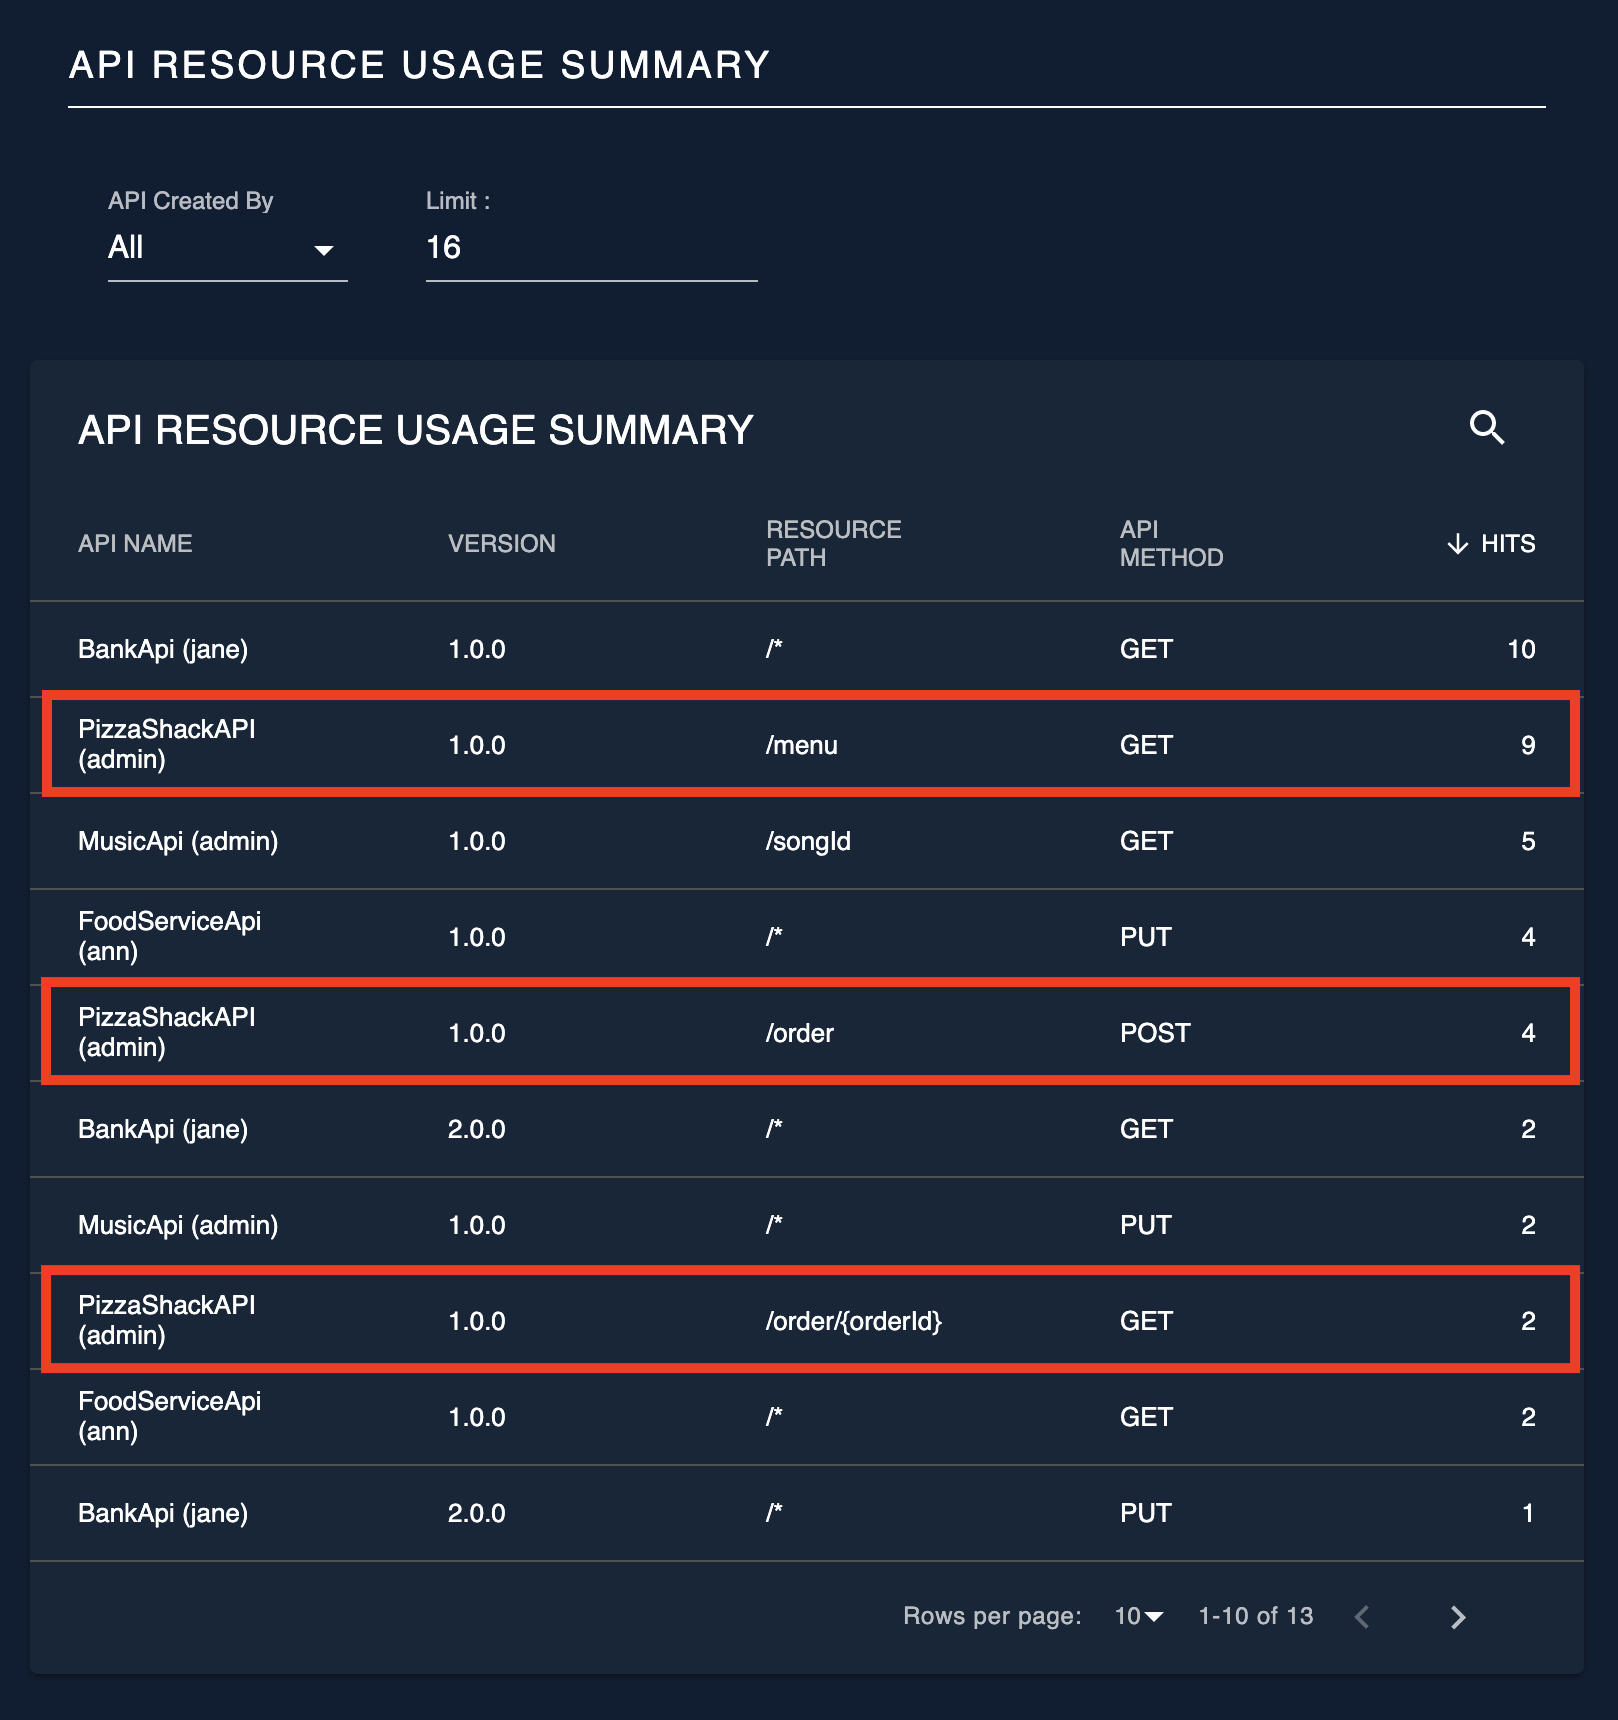 API RESOURCE USAGE SUMMARY
API Created By
Limit :
All
16
API RESOURCE USAGE SUMMARY
API NAME VERSION RESOURCE PATH API METHOD HITS
BankApi (jane) 1.0.0 /* GET 10
PizzaShackAPI (admin) 1.0.0 /menu GET 9
MusicApi (admin) 1.0.0 /songId GET 5
FoodServiceApi (ann) 1.0.0 /* PUT 4
PizzaShackAPI (admin) 1.0.0 /order POST 4
BankApi (jane) 2.0.0 /* GET 2
MusicApi (admin) 1.0.0 /* PUT 2
PizzaShackAPI (admin) 1.0.0 /order/{orderId} GET 2
FoodServiceApi (ann) 1.0.0 /* GET 2
BankApi (jane) 2.0.0 /* PUT 1
Rows per page: 10 1-10 of 13